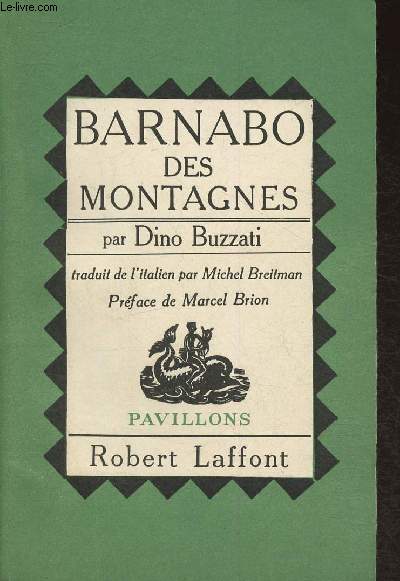 Le-livre.com
BARNABO
DES
MONTAGNES
par Dino Buzzati
traduit de l'italien par Michel Breitman
Préface de Marcel Brion
PAVILLONS
Robert Laffont